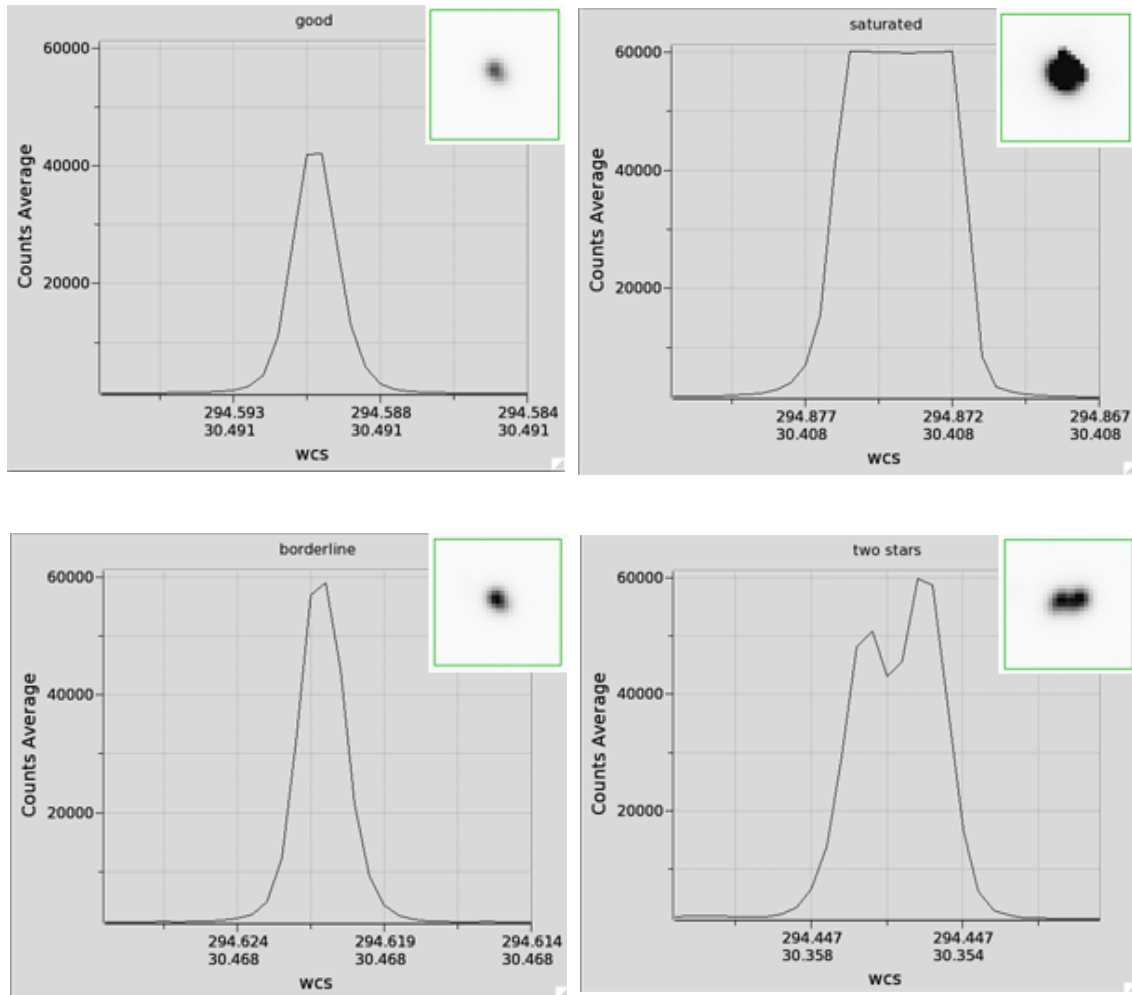 good
60000
40000
20000
Counts Average
294.593 294.588 294.584
30.491 30.491 30.491
WCS
saturated
60000
40000
20000
Counts Average
294.877 294.872 294.867
30.408 30.408 30.408
WCS
borderline
60000
40000
20000
Counts Average
294.624 294.619 294.614
30.468 30.468 30.468
WCS
two stars
60000
40000
20000
Counts Average
294.447 294.447
30.358 30.354
WCS